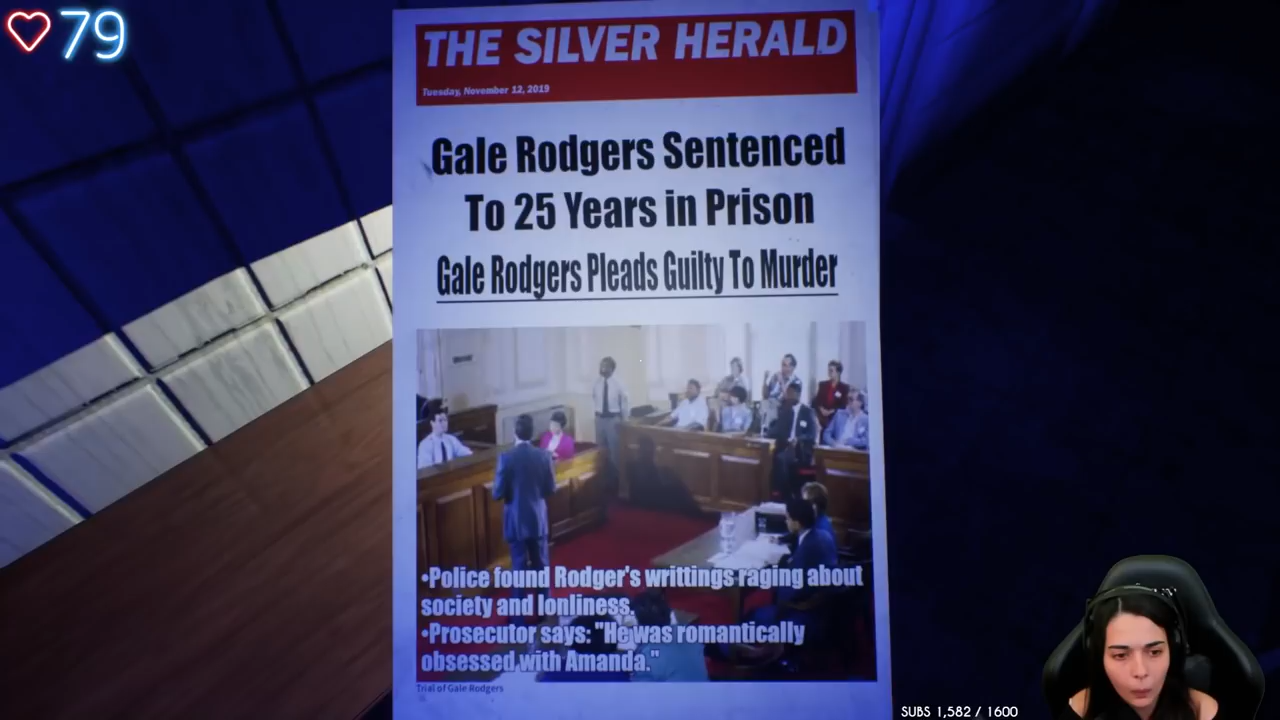 79
THE SILVER HERALD
Tuesday, November 12, 2019
Gale Rodgers Sentenced
To 25 Years in Prison
Gale Rodgers Pleads Guilty To Murder
•Police found Rodger's writtings raging about
society and lonliness.
•Prosecutor says: "He was romantically
obsessed with Amanda."
Trial of Gale Rodgers
SUBS 1,582 / 1600